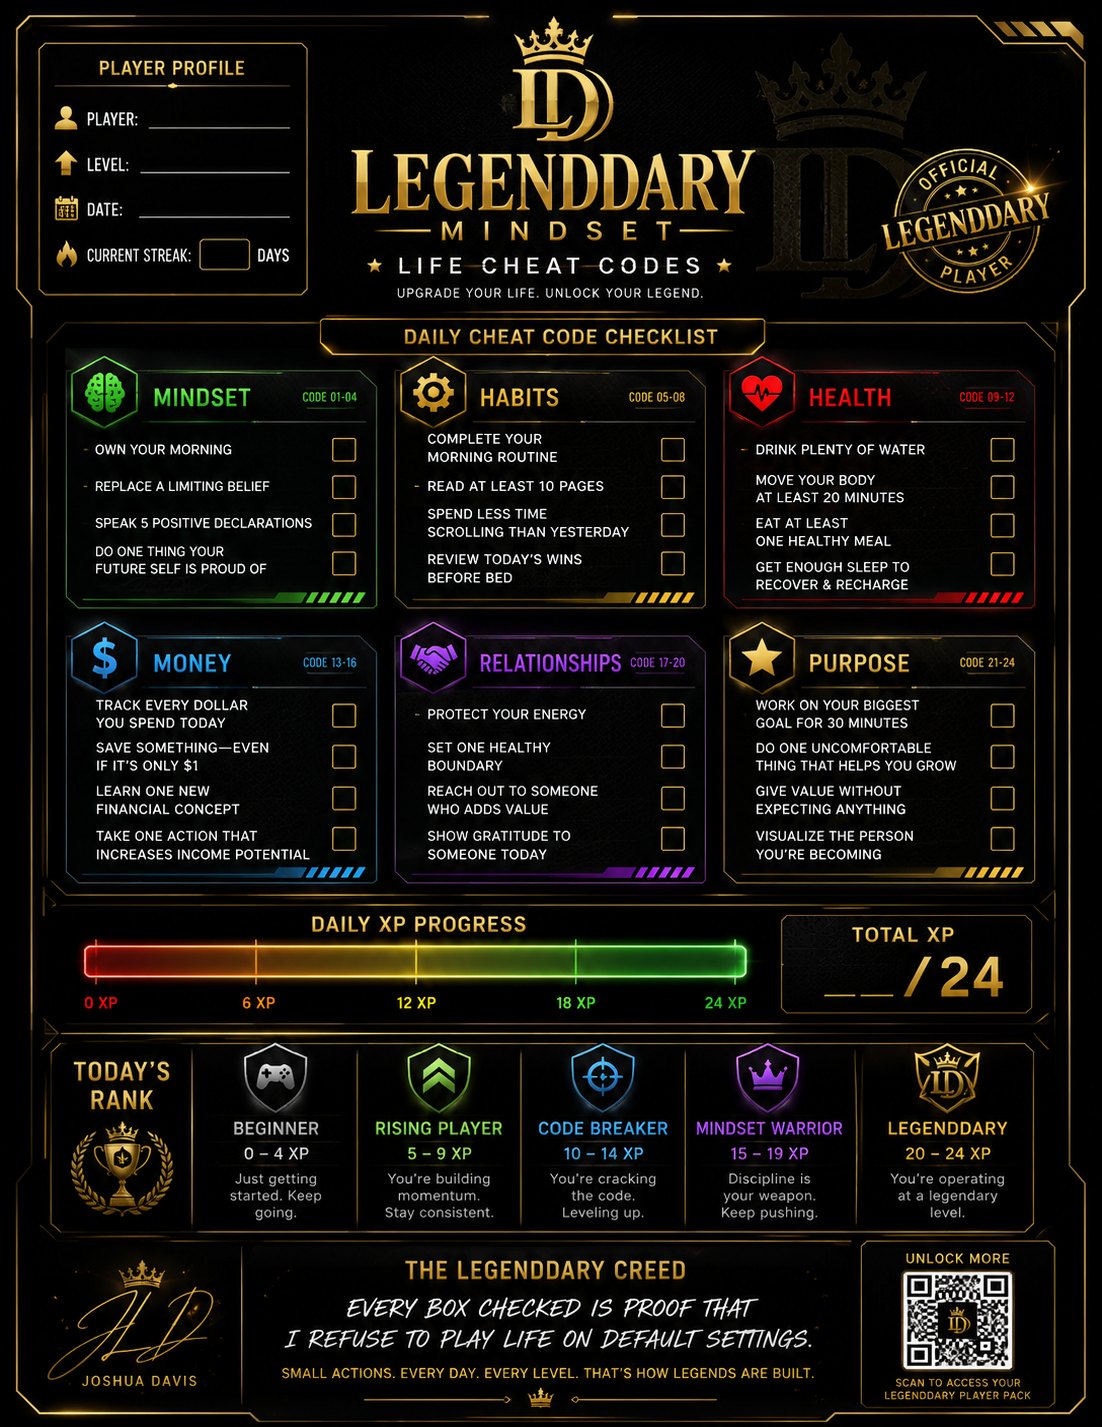 PLAYER PROFILE
PLAYER:
LEVEL:
DATE:
CURRENT STREAK: DAYS
LD
LEGENDDARY
MINDSET
LIFE CHEAT CODES
UPGRADE YOUR LIFE. UNLOCK YOUR LEGEND.
LD
OFFICIAL
LEGENDDARY
PLAYER
DAILY CHEAT CODE CHECKLIST
MINDSET CODE 01-04
- OWN YOUR MORNING
- REPLACE A LIMITING BELIEF
SPEAK 5 POSITIVE DECLARATIONS
DO ONE THING YOUR
FUTURE SELF IS PROUD OF
HABITS CODE 05-08
COMPLETE YOUR
MORNING ROUTINE
- READ AT LEAST 10 PAGES
SPEND LESS TIME
SCROLLING THAN YESTERDAY
REVIEW TODAY'S WINS
BEFORE BED
HEALTH CODE 09-12
- DRINK PLENTY OF WATER
MOVE YOUR BODY
AT LEAST 20 MINUTES
EAT AT LEAST
ONE HEALTHY MEAL
GET ENOUGH SLEEP TO
RECOVER & RECHARGE
$
MONEY CODE 13-16
TRACK EVERY DOLLAR
YOU SPEND TODAY
SAVE SOMETHING—EVEN
IF IT'S ONLY $1
LEARN ONE NEW
FINANCIAL CONCEPT
TAKE ONE ACTION THAT
INCREASES INCOME POTENTIAL
RELATIONSHIPS CODE 17-20
- PROTECT YOUR ENERGY
SET ONE HEALTHY
BOUNDARY
REACH OUT TO SOMEONE
WHO ADDS VALUE
SHOW GRATITUDE TO
SOMEONE TODAY
PURPOSE CODE 21-24
WORK ON YOUR BIGGEST
GOAL FOR 30 MINUTES
DO ONE UNCOMFORTABLE
THING THAT HELPS YOU GROW
GIVE VALUE WITHOUT
EXPECTING ANYTHING
VISUALIZE THE PERSON
YOU'RE BECOMING
DAILY XP PROGRESS
0 XP 6 XP 12 XP 18 XP 24 XP
TOTAL XP
__ __ / 24
TODAY'S
RANK
BEGINNER
0 – 4 XP
Just getting
started. Keep
going.
RISING PLAYER
5 – 9 XP
You're building
momentum.
Stay consistent.
CODE BREAKER
10 – 14 XP
You're cracking
the code.
Leveling up.
MINDSET WARRIOR
15 – 19 XP
Discipline is
your weapon.
Keep pushing.
LD
LEGENDDARY
20 – 24 XP
You're operating
at a legendary
level.
JLD
JOSHUA DAVIS
THE LEGENDDARY CREED
EVERY BOX CHECKED IS PROOF THAT
I REFUSE TO PLAY LIFE ON DEFAULT SETTINGS.
SMALL ACTIONS. EVERY DAY. EVERY LEVEL. THAT'S HOW LEGENDS ARE BUILT.
UNLOCK MORE
LD
SCAN TO ACCESS YOUR
LEGENDDARY PLAYER PACK